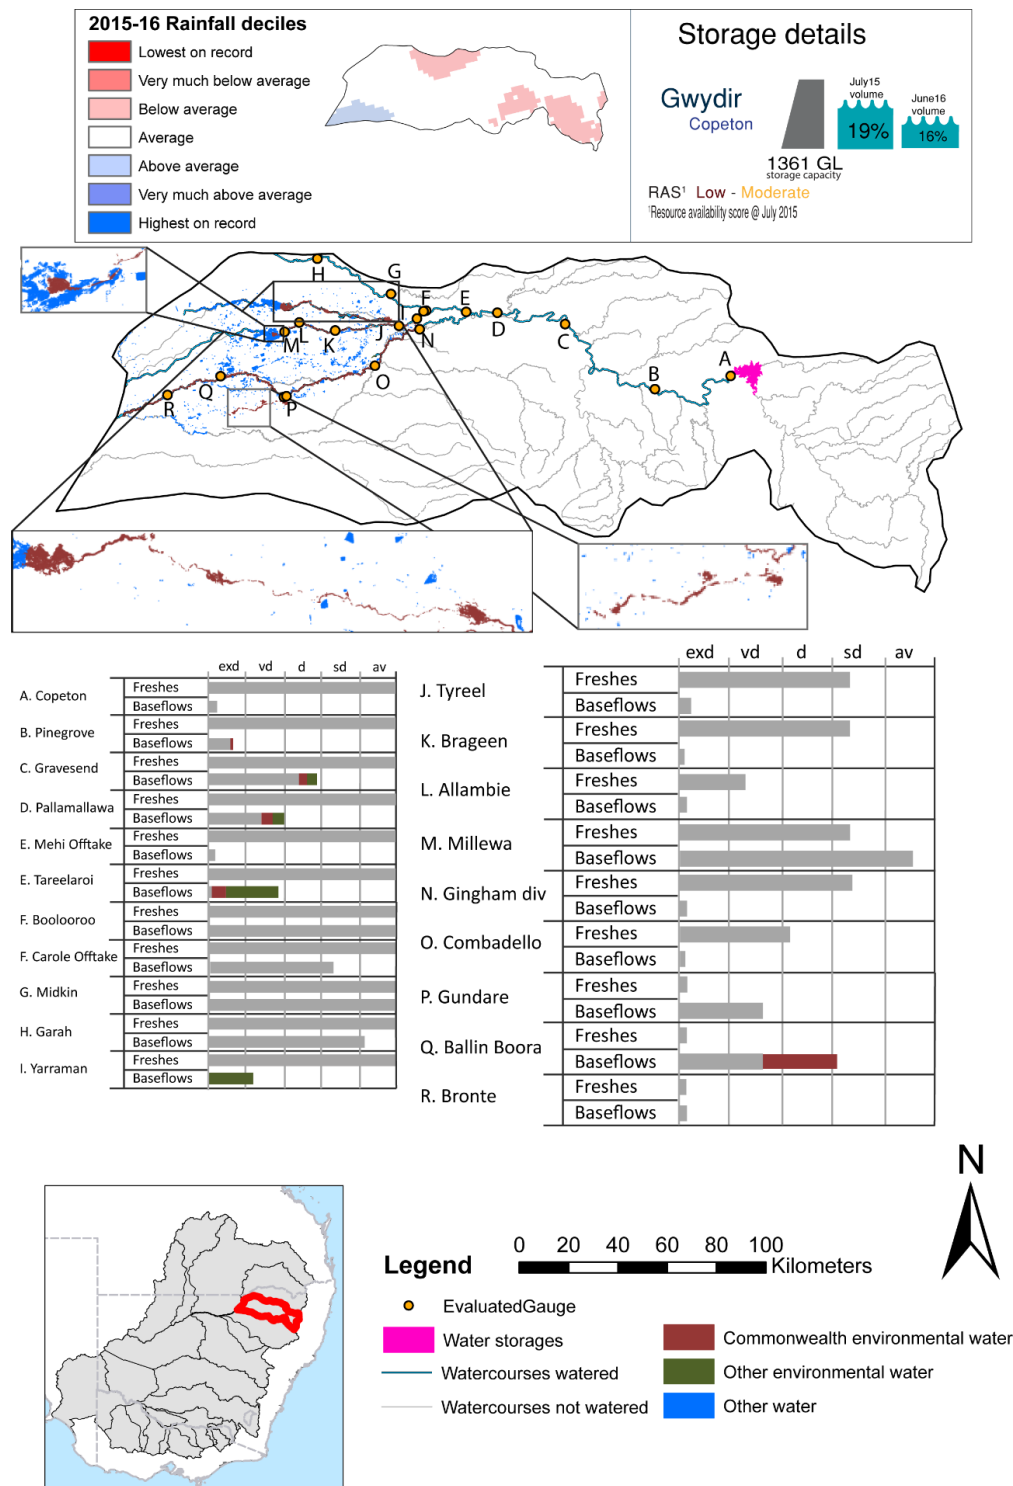 2015-16 Rainfall deciles
Lowest on record
Very much below average
Below average
Average
Above average
Very much above average
Highest on record
Storage details
Gwydir
Copeton
1361 GL
storage capacity
July15
volume
19%
June16
volume
16%
RAS¹ Low - Moderate
¹Resource availability score @ July 2015
H
G
F
E
D
I
J
N
L
M
K
C
O
B
A
Q
R
P
exd vd d sd av
A. Copeton
Freshes
Baseflows
B. Pinegrove
Freshes
Baseflows
C. Gravesend
Freshes
Baseflows
D. Pallamallawa
Freshes
Baseflows
E. Mehi Offtake
Freshes
Baseflows
E. Tareelaroi
Freshes
Baseflows
F. Boolooroo
Freshes
Baseflows
F. Carole Offtake
Freshes
Baseflows
G. Midkin
Freshes
Baseflows
H. Garah
Freshes
Baseflows
I. Yarraman
Freshes
Baseflows
exd vd d sd av
J. Tyreel
Freshes
Baseflows
K. Brageen
Freshes
Baseflows
L. Allambie
Freshes
Baseflows
M. Millewa
Freshes
Baseflows
N. Gingham div
Freshes
Baseflows
O. Combadello
Freshes
Baseflows
P. Gundare
Freshes
Baseflows
Q. Ballin Boora
Freshes
Baseflows
R. Bronte
Freshes
Baseflows
N
0 20 40 60 80 100
Kilometers
Legend
EvaluatedGauge
Water storages
Watercourses watered
Watercourses not watered
Commonwealth environmental water
Other environmental water
Other water